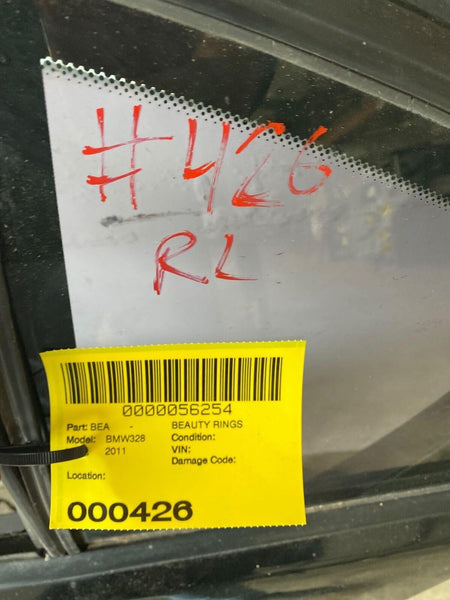 #426
RL
0000056254
Part: BEA - BEAUTY RINGS
Model: BMW328 Condition:
2011 VIN:
Damage Code:
Location:
000426